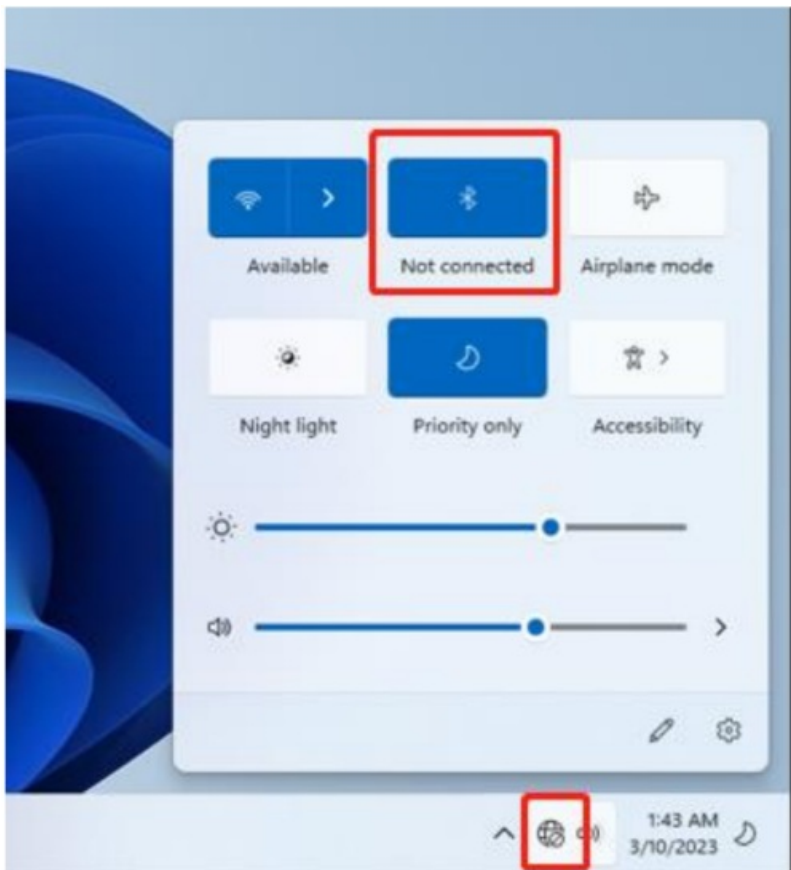 Available
Not connected
Airplane mode
Night light
Priority only
Accessibility
1:43 AM
3/10/2023